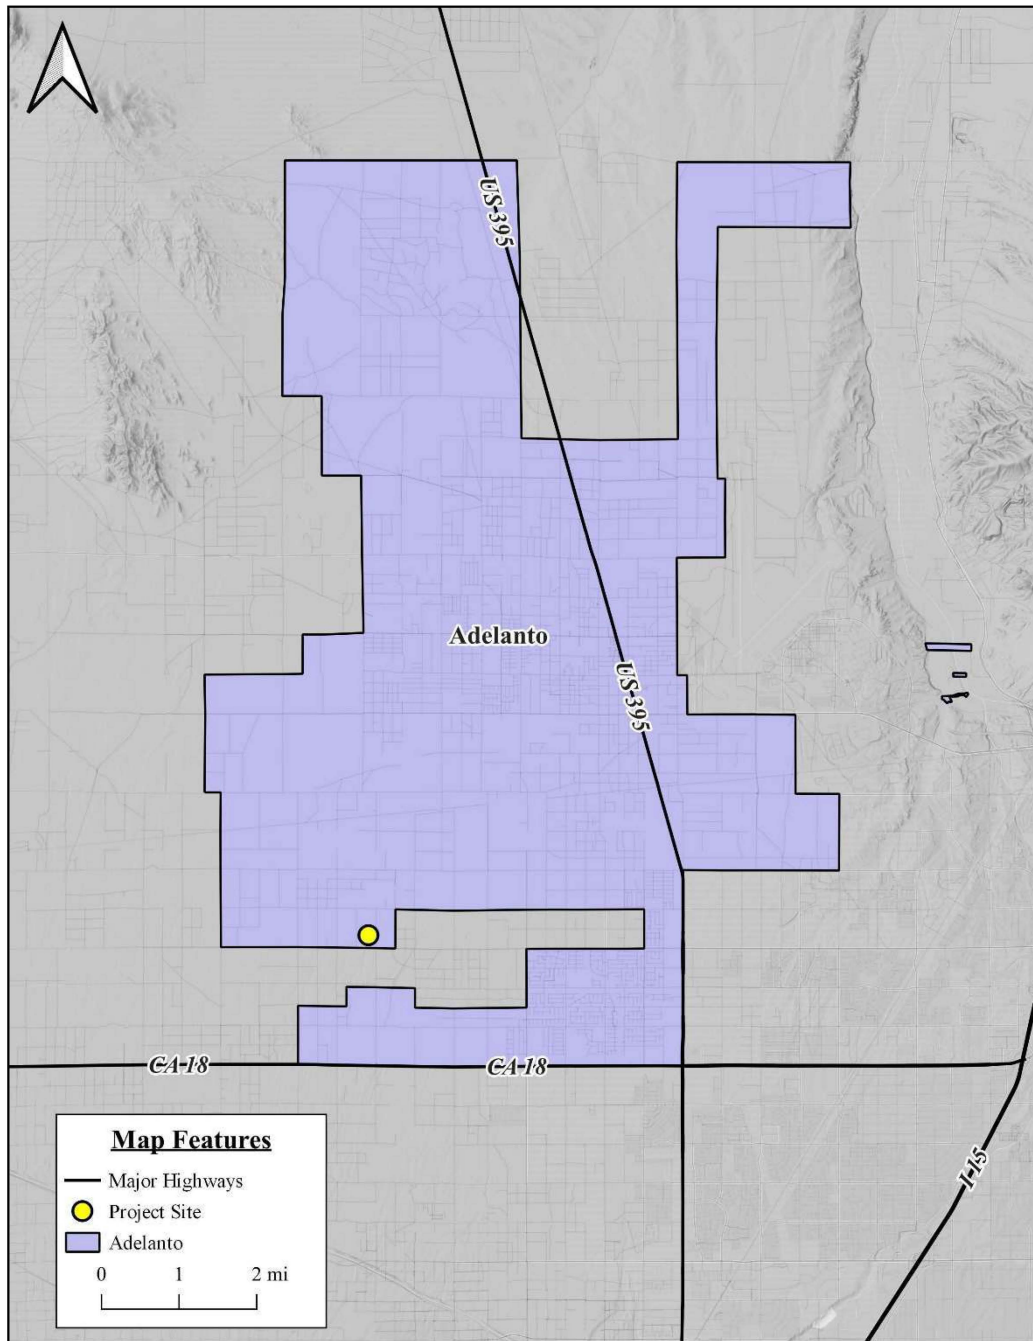 US-395
Adelanto
US-395
CA-18
CA-18
I-15
Map Features
Major Highways
Project Site
Adelanto
0 1 2 mi